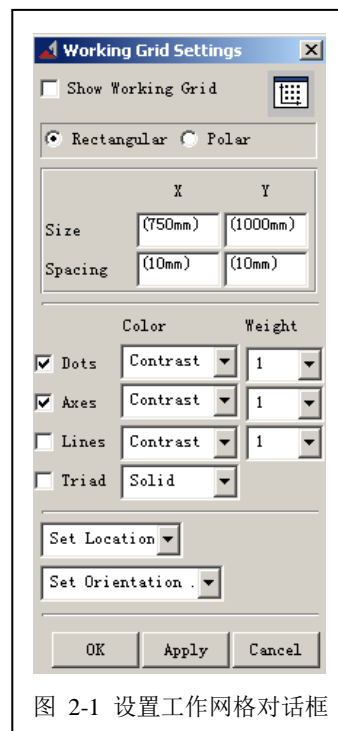 Working Grid Settings
Show Working Grid
Rectangular Polar
X Y
Size (750mm) (1000mm)
Spacing (10mm) (10mm)
Color Weight
Dots Contrast 1
Axes Contrast 1
Lines Contrast 1
Triad Solid
Set Location
Set Orientation .
OK Apply Cancel
图 2-1 设置工作网格对话框